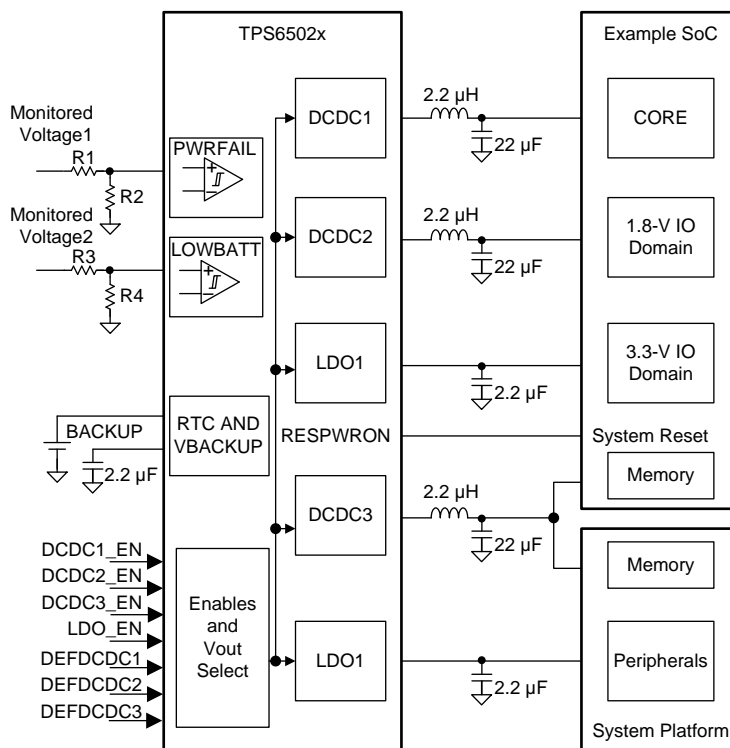 TPS6502x
Example SoC
Monitored
Voltage1
R1
R2
PWRFAIL
+
−
DCDC1
2.2 µH
22 µF
CORE
Monitored
Voltage2
R3
R4
LOWBATT
+
−
DCDC2
2.2 µH
22 µF
1.8-V IO
Domain
LDO1
2.2 µF
3.3-V IO
Domain
BACKUP
2.2 µF
RTC AND
VBACKUP
RESPWRON
System Reset
Memory
DCDC3
2.2 µH
22 µF
Memory
DCDC1_EN
DCDC2_EN
DCDC3_EN
LDO_EN
DEFDCDC1
DEFDCDC2
DEFDCDC3
Enables
and
Vout
Select
LDO1
2.2 µF
Peripherals
System Platform